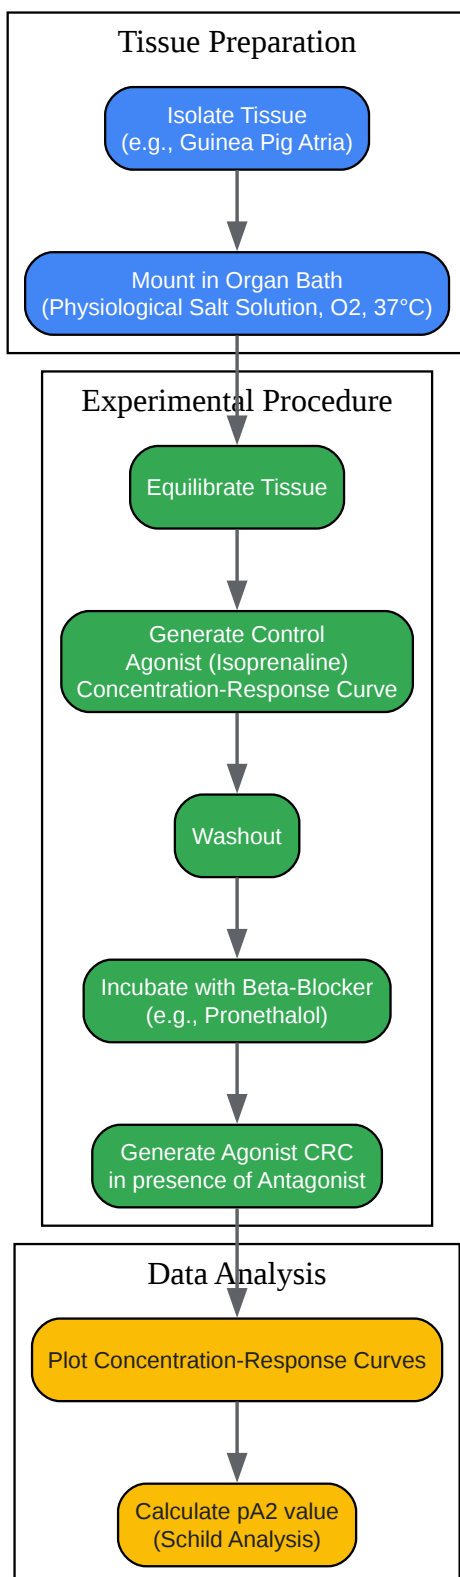 Tissue Preparation
Isolate Tissue
(e.g., Guinea Pig Atria)
Mount in Organ Bath
(Physiological Salt Solution, O2, 37°C)
Experimental Procedure
Equilibrate Tissue
Generate Control
Agonist (Isoprenaline)
Concentration-Response Curve
Washout
Incubate with Beta-Blocker
(e.g., Pronethalol)
Generate Agonist CRC
in presence of Antagonist
Data Analysis
Plot Concentration-Response Curves
Calculate pA2 value
(Schild Analysis)